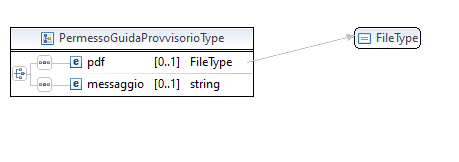 PermessoGuidaProvvisorioType
FileType
e pdf [0..1] FileType
e messaggio [0..1] string